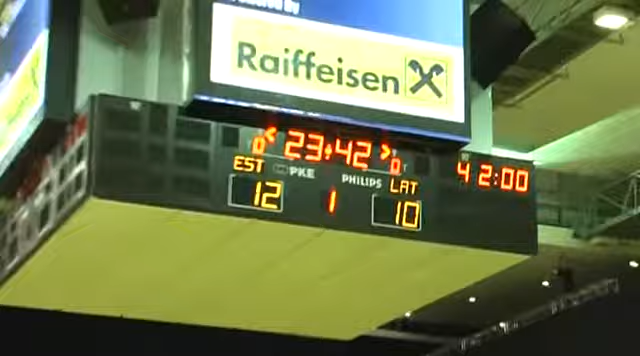 Raiffeisen
< 23:42 >
0 0
EST PKE PHILIPS LAT
12 1 10
4 2:00